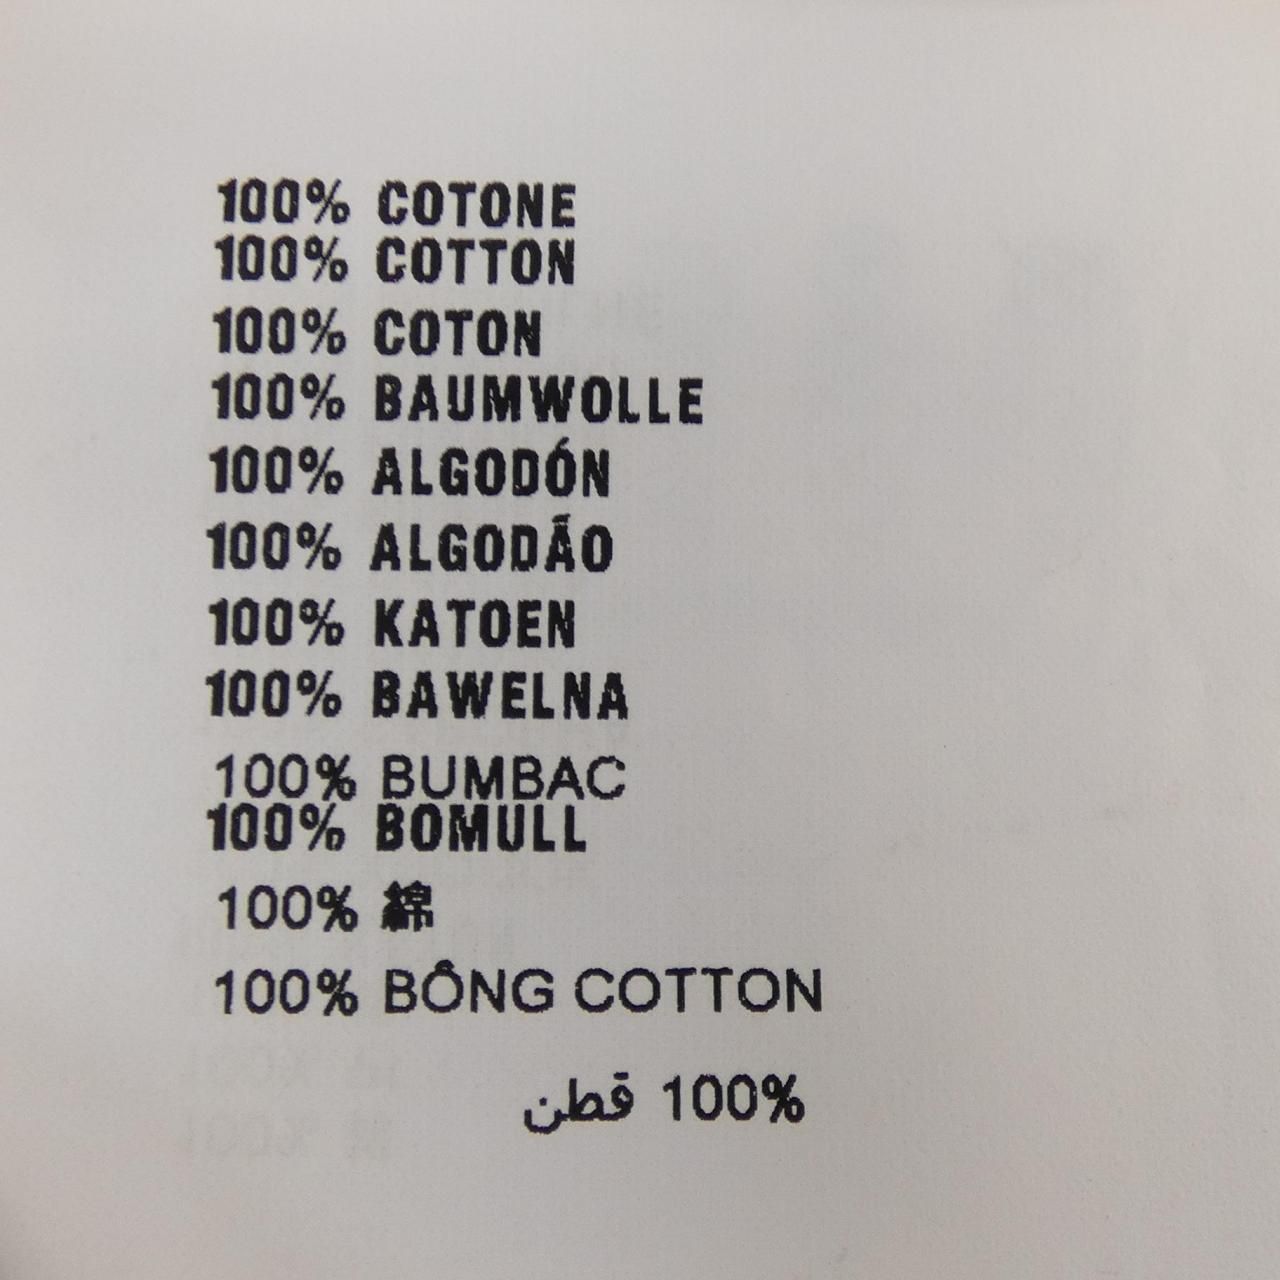 100% COTONE
100% COTTON
100% COTON
100% BAUMWOLLE
100% ALGODÓN
100% ALGODÃO
100% KATOEN
100% BAWELNA
100% BUMBAC
100% BOMULL
100% 綿
100% BÔNG COTTON
100% قطن